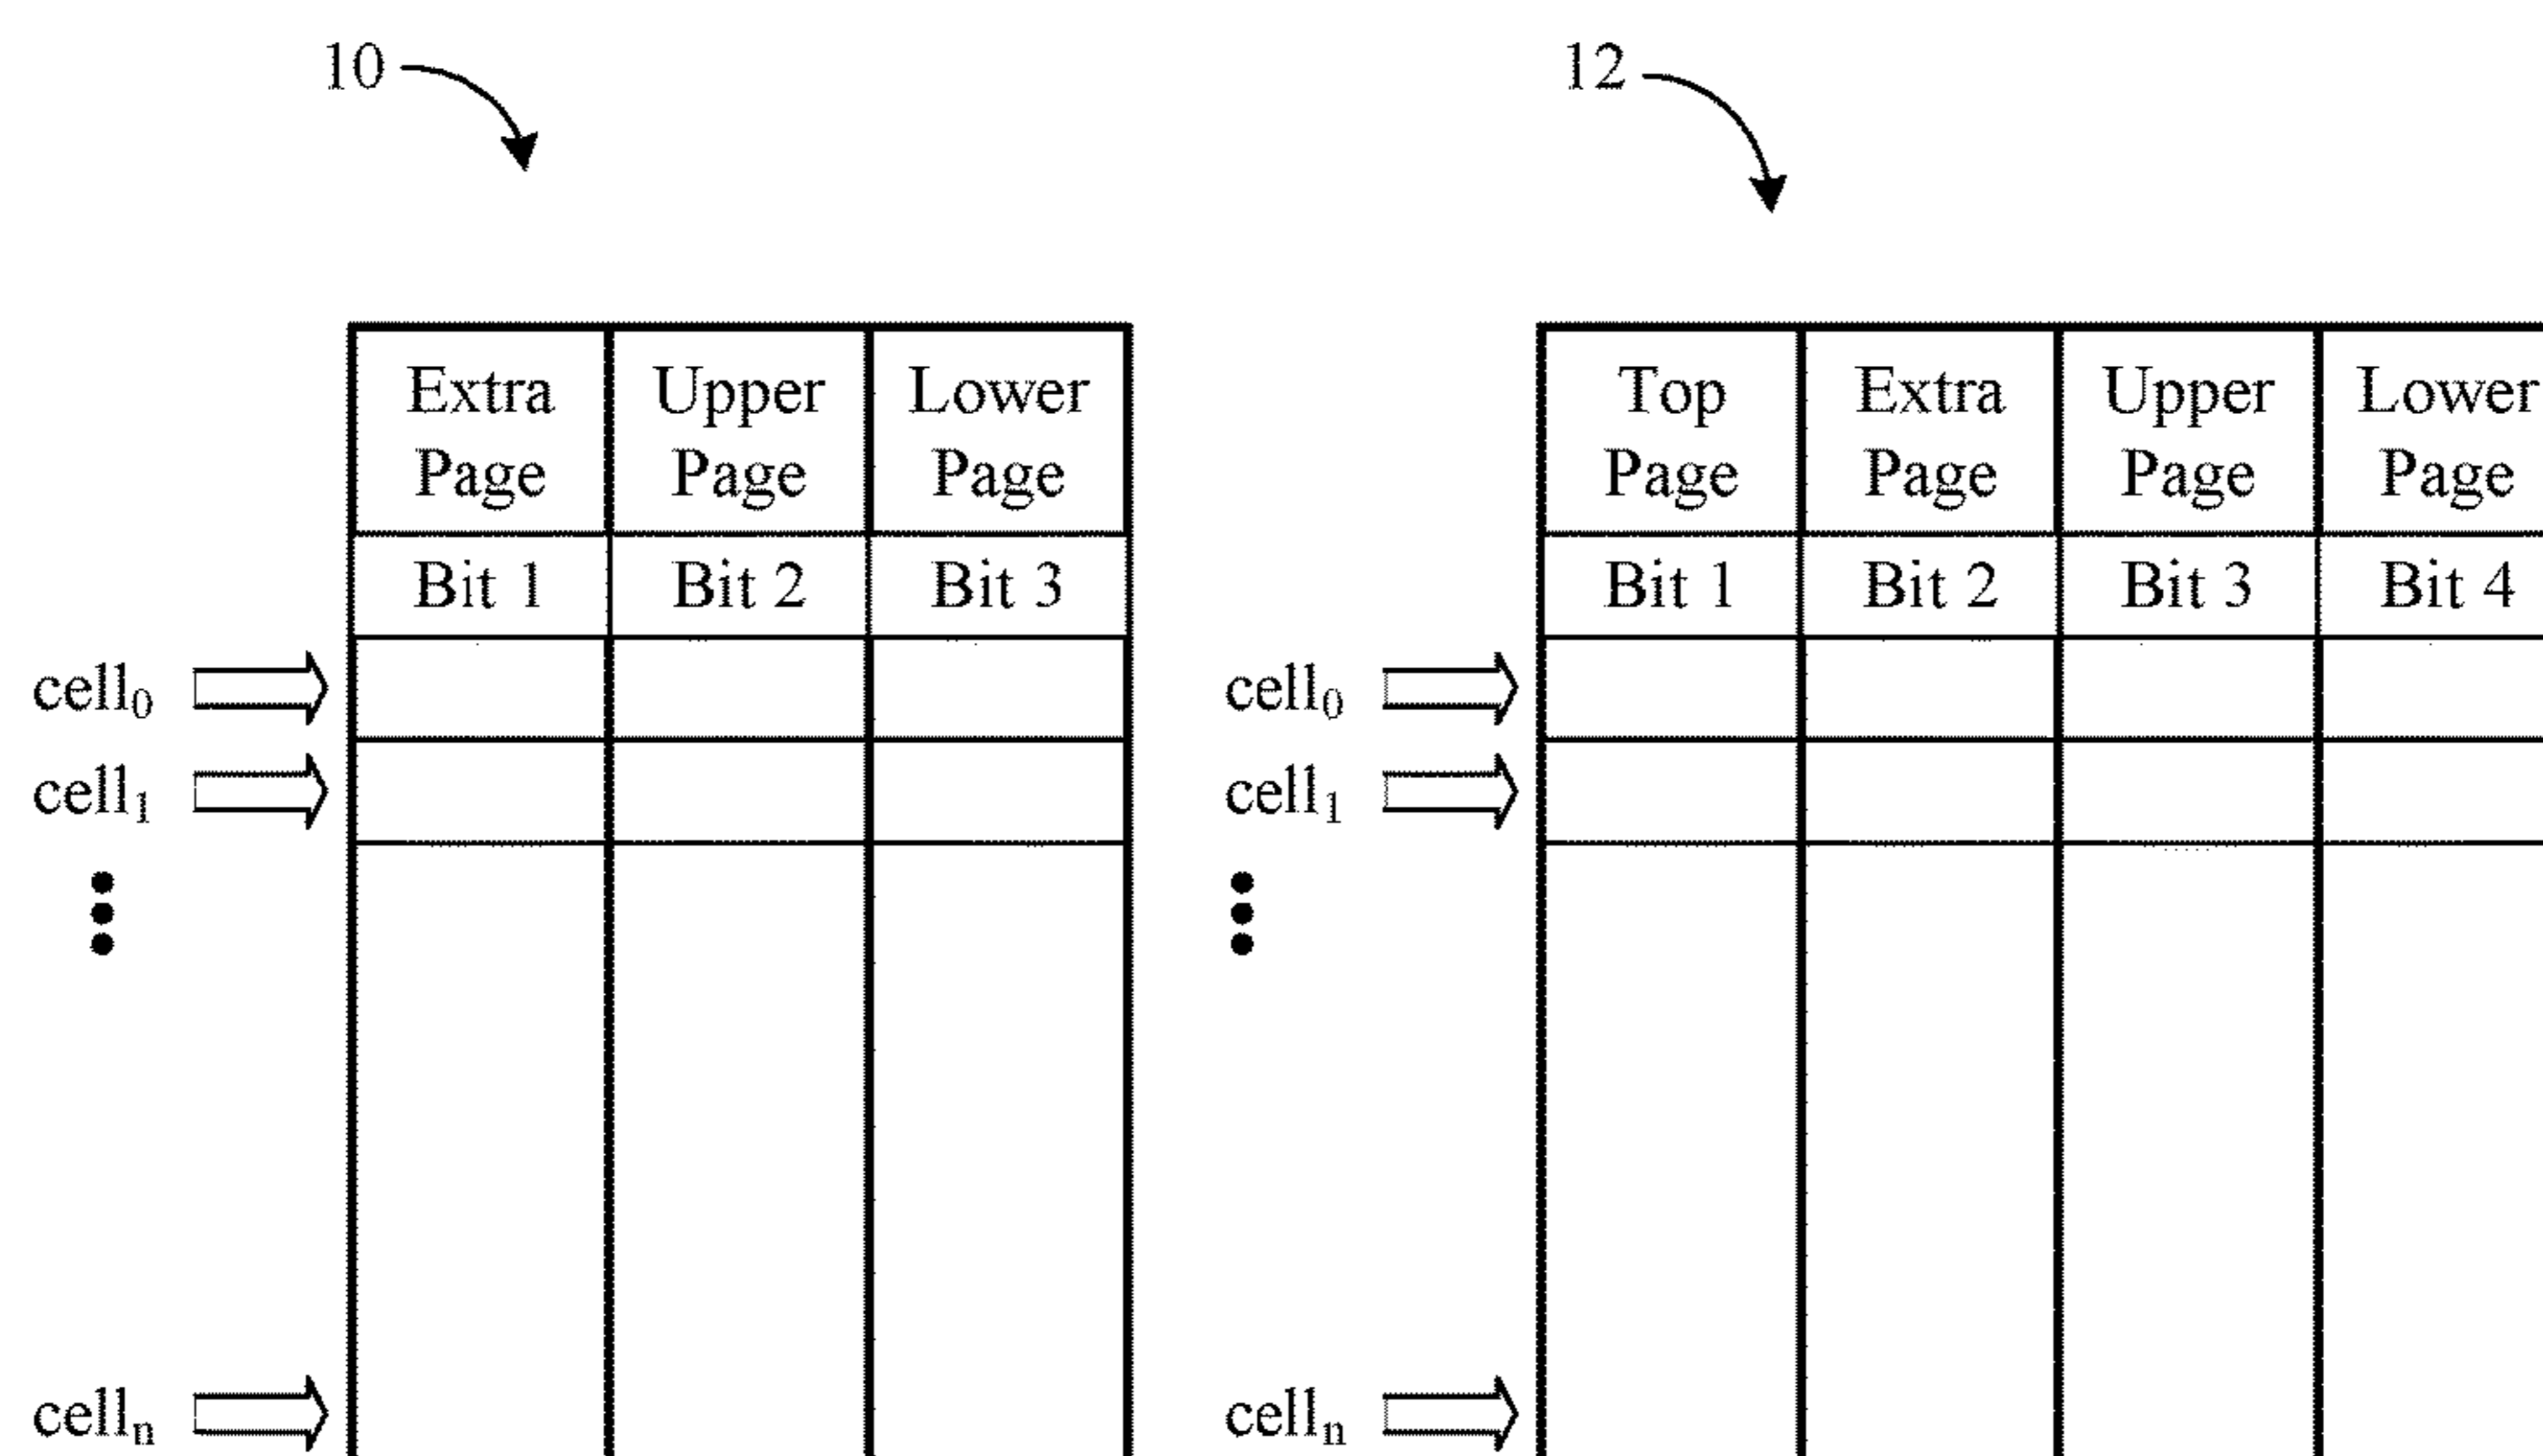 10
12
Extra Page
Upper Page
Lower Page
Bit 1
Bit 2
Bit 3
cell₀
cell₁
cellₙ
Top Page
Extra Page
Upper Page
Lower Page
Bit 1
Bit 2
Bit 3
Bit 4
cell₀
cell₁
cellₙ